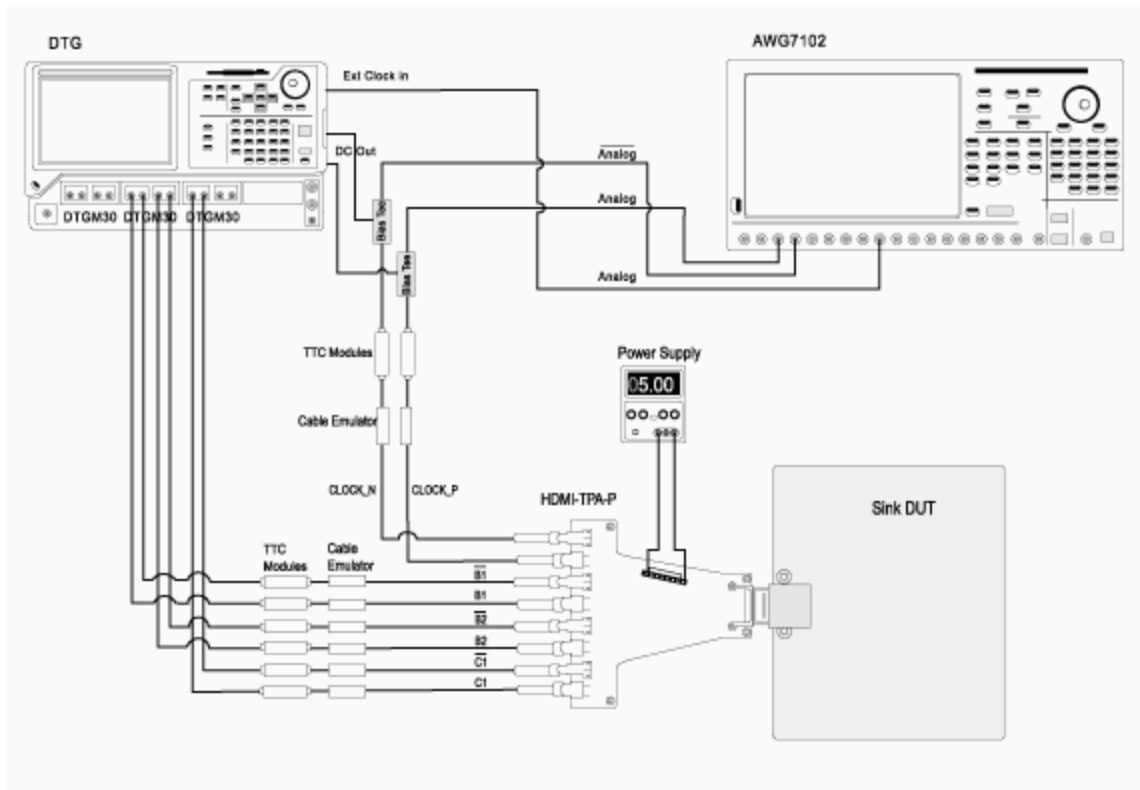 DTG
AWG7102
Ext Clock in
DC Out
Analog
Analog
Analog
DTGM30 DTGM30 DTGM30
Bias Tee
Bias Tee
TTC Modules
Power Supply
05.00
Cable Emulator
CLOCK_N
CLOCK_P
HDMI-TPA-P
Sink DUT
TTC
Modules
Cable
Emulator
B1
B1
B2
B2
C1
C1